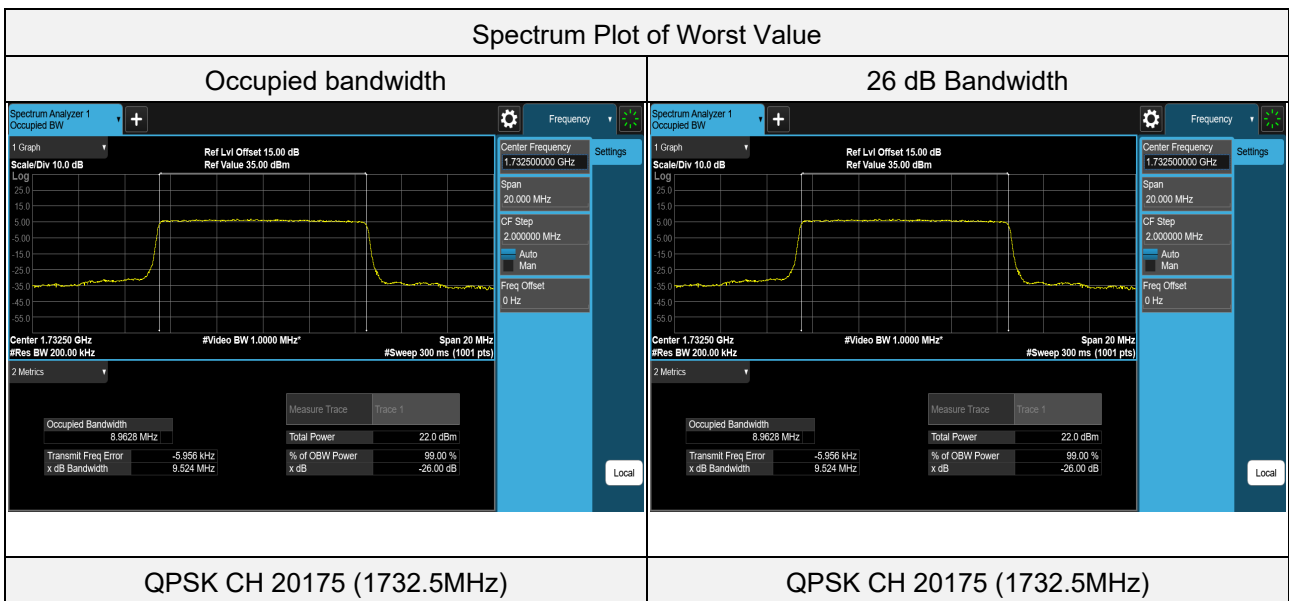 Spectrum Plot of Worst Value
Occupied bandwidth
26 dB Bandwidth
Spectrum Analyzer 1
Occupied BW
+
Frequency
1 Graph
Scale/Div 10.0 dB
Ref Lvl Offset 15.00 dB
Ref Value 35.00 dBm
Log
25.0
15.0
5.00
-5.00
-15.0
-25.0
-35.0
-45.0
-55.0
Center 1.73250 GHz
#Video BW 1.0000 MHz*
Span 20 MHz
#Res BW 200.00 kHz
#Sweep 300 ms (1001 pts)
Center Frequency
1.732500000 GHz
Settings
Span
20.000 MHz
CF Step
2.000000 MHz
Auto
Man
Freq Offset
0 Hz
Local
2 Metrics
Measure Trace Trace 1
Occupied Bandwidth
8.9628 MHz
Total Power 22.0 dBm
Transmit Freq Error -5.956 kHz
% of OBW Power 99.00 %
x dB Bandwidth 9.524 MHz
x dB -26.00 dB
Spectrum Analyzer 1
Occupied BW
+
Frequency
1 Graph
Scale/Div 10.0 dB
Ref Lvl Offset 15.00 dB
Ref Value 35.00 dBm
Log
25.0
15.0
5.00
-5.00
-15.0
-25.0
-35.0
-45.0
-55.0
Center 1.73250 GHz
#Video BW 1.0000 MHz*
Span 20 MHz
#Res BW 200.00 kHz
#Sweep 300 ms (1001 pts)
Center Frequency
1.732500000 GHz
Settings
Span
20.000 MHz
CF Step
2.000000 MHz
Auto
Man
Freq Offset
0 Hz
Local
2 Metrics
Measure Trace Trace 1
Occupied Bandwidth
8.9628 MHz
Total Power 22.0 dBm
Transmit Freq Error -5.956 kHz
% of OBW Power 99.00 %
x dB Bandwidth 9.524 MHz
x dB -26.00 dB
QPSK CH 20175 (1732.5MHz)
QPSK CH 20175 (1732.5MHz)